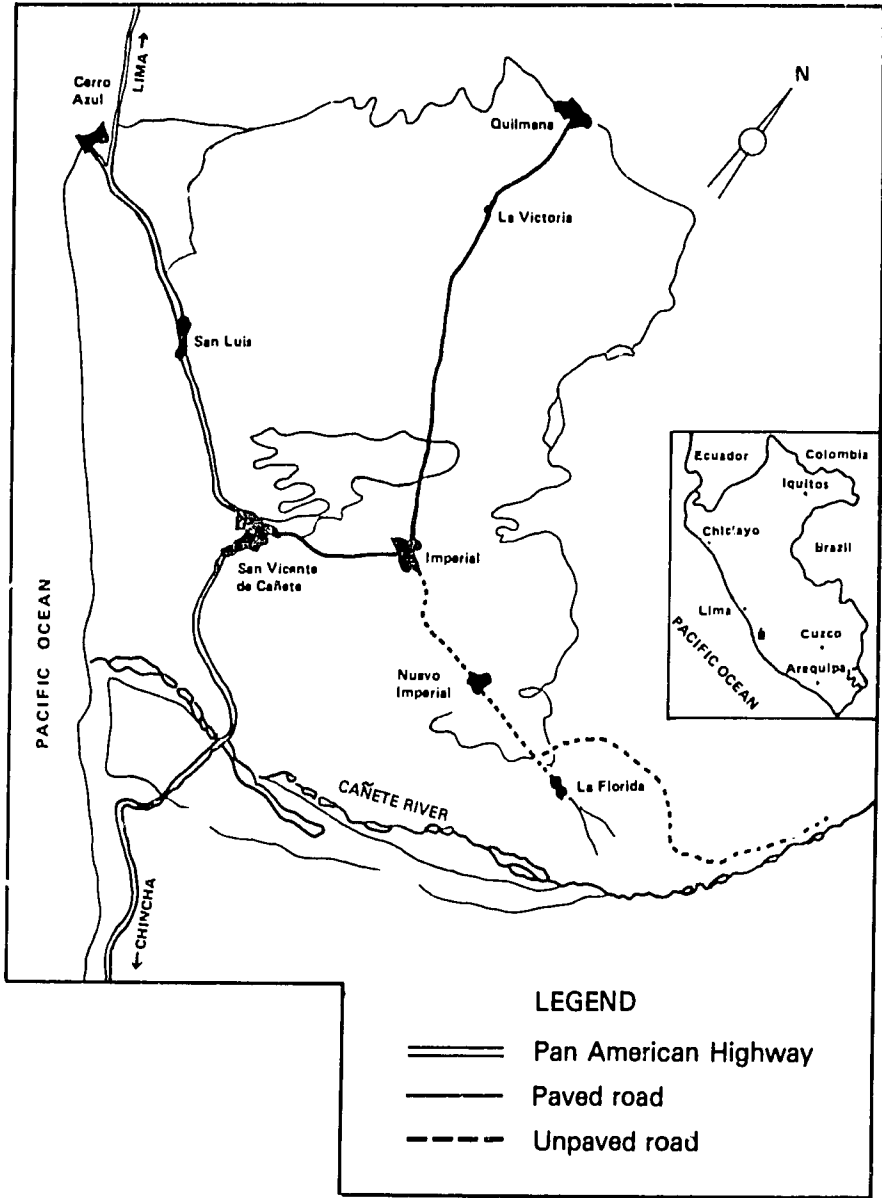 LIMA →
Cerro
Azul
N
Quilmana
La Victoria
San Luis
Ecuador
Colombia
Iquitos
Chiclayo
Brazil
Lima
Cuzco
Arequipa
PACIFIC OCEAN
San Vicente
de Cañete
Imperial
Nuevo
Imperial
La Florida
CAÑETE RIVER
PACIFIC OCEAN
← CHINCHA
LEGEND
Pan American Highway
Paved road
Unpaved road